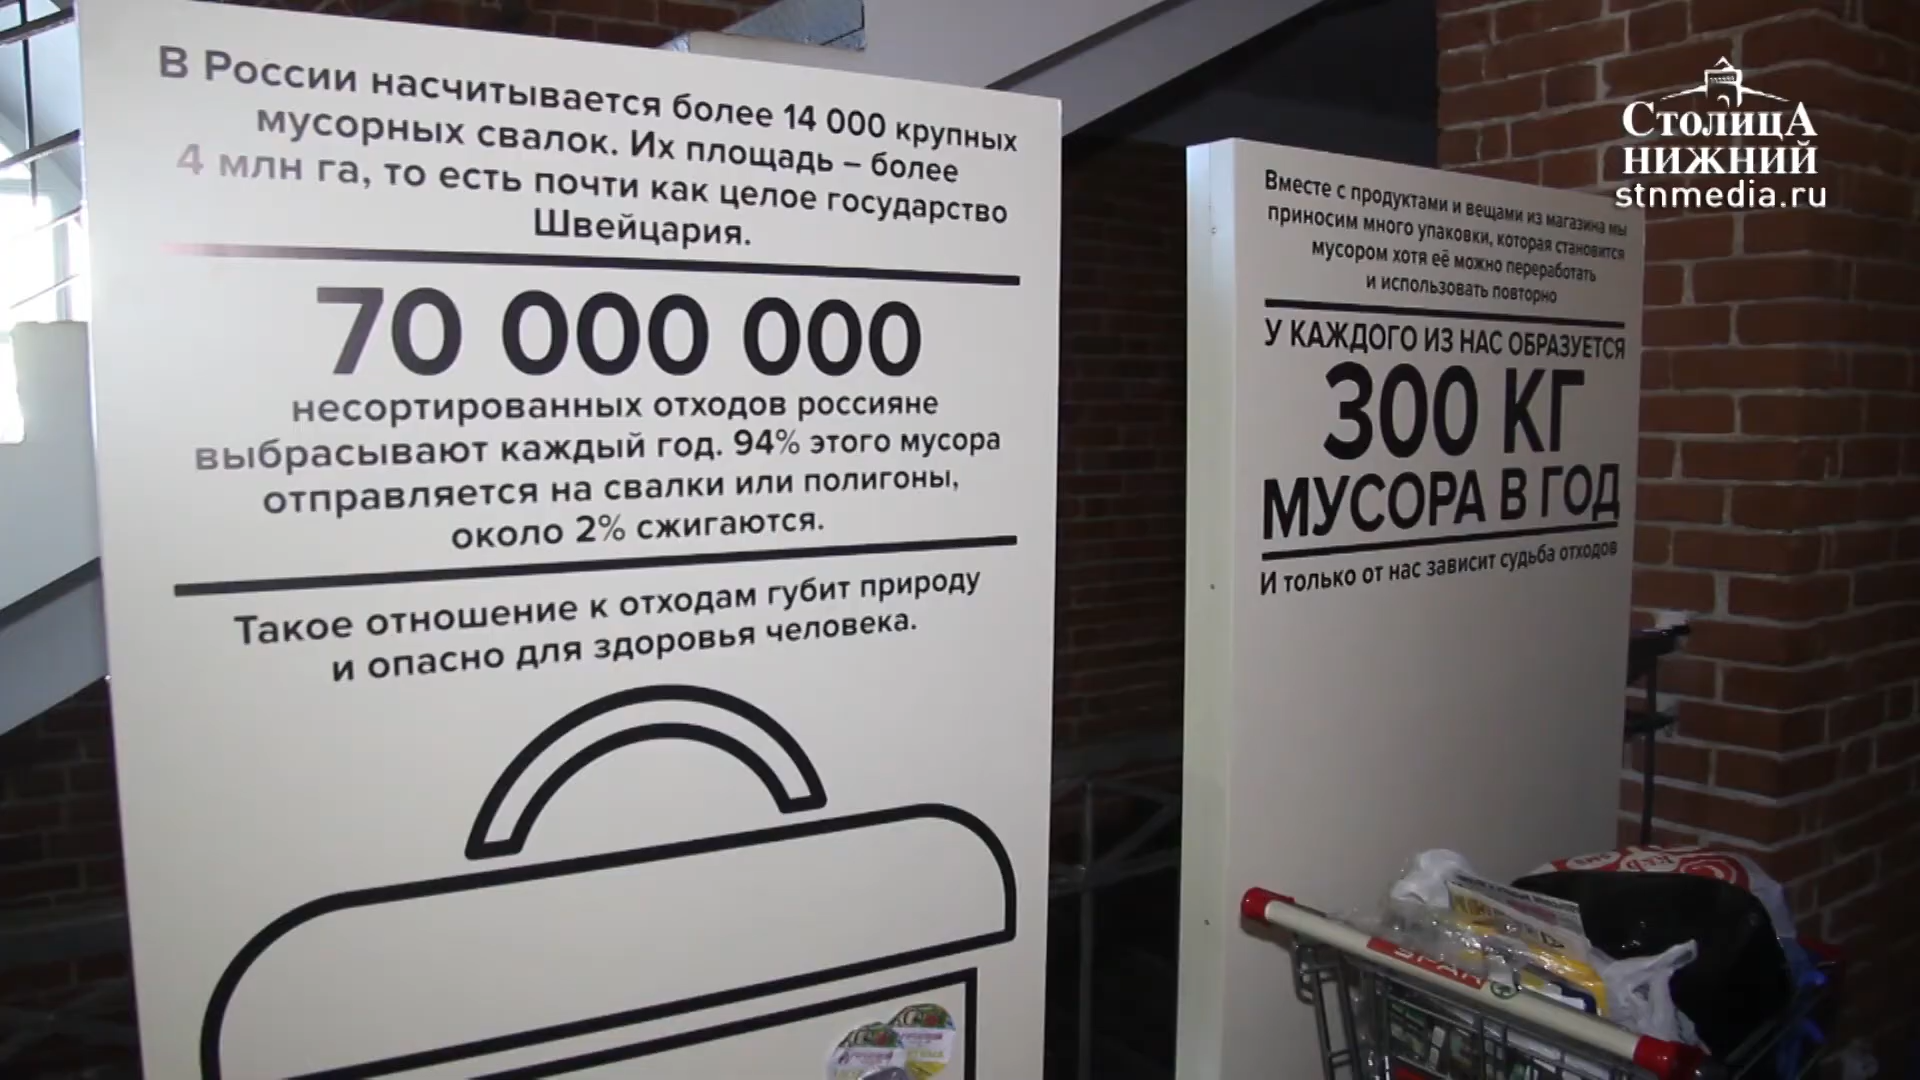 В России насчитывается более 14 000 крупных
мусорных свалок. Их площадь – более
4 млн га, то есть почти как целое государство
Швейцария.
70 000 000
несортированных отходов россияне
выбрасывают каждый год. 94% этого мусора
отправляется на свалки или полигоны,
около 2% сжигаются.
Такое отношение к отходам губит природу
и опасно для здоровья человека.
Вместе с продуктами и вещами из магазина мы
приносим много упаковки, которая становится
мусором хотя её можно переработать
и использовать повторно
У КАЖДОГО ИЗ НАС ОБРАЗУЕТСЯ
300 КГ
МУСОРА В ГОД
И только от нас зависит судьба отходов
СТОЛИЦА
НИЖНИЙ
stnmedia.ru
SPAR